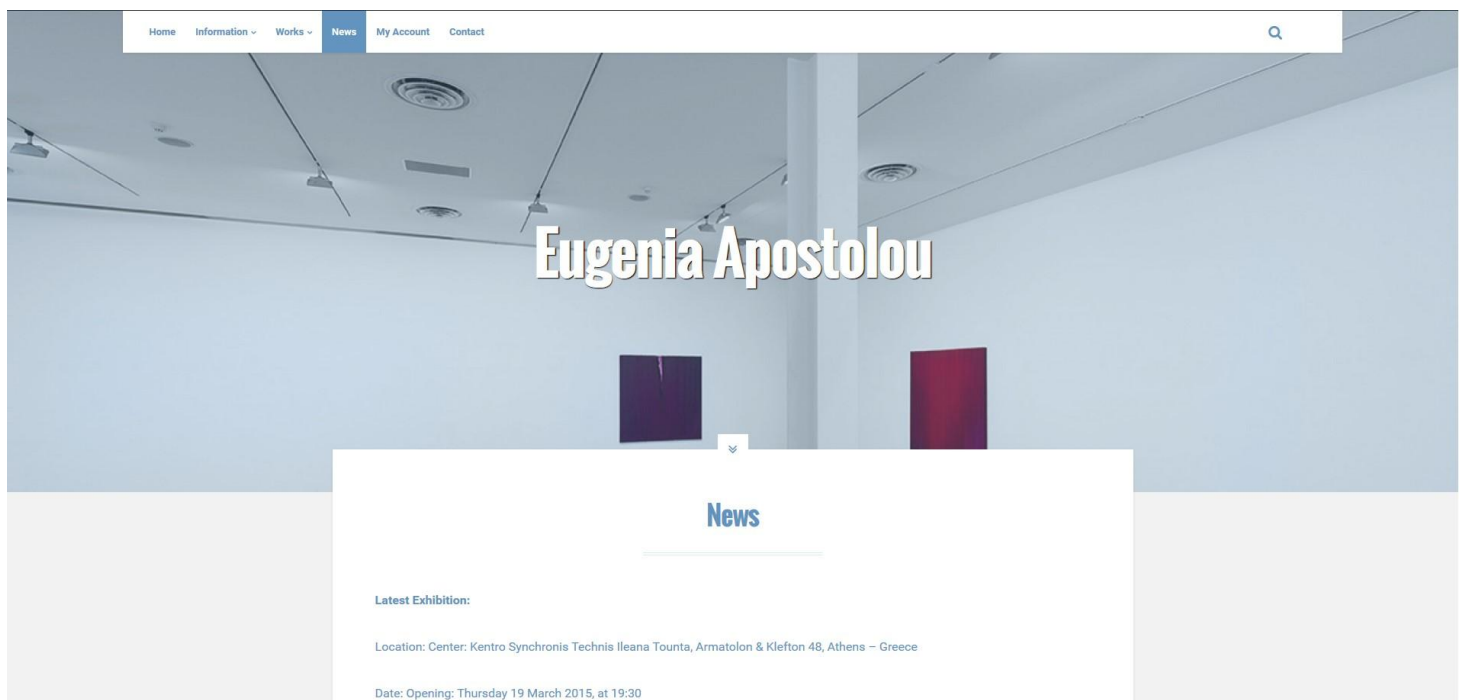 Home Information Works News My Account Contact
Eugenia Apostolou
News
Latest Exhibition:
Location: Center: Kentro Synchronis Technis Ileana Tounta, Armatolon & Klefton 48, Athens – Greece
Date: Opening: Thursday 19 March 2015, at 19:30